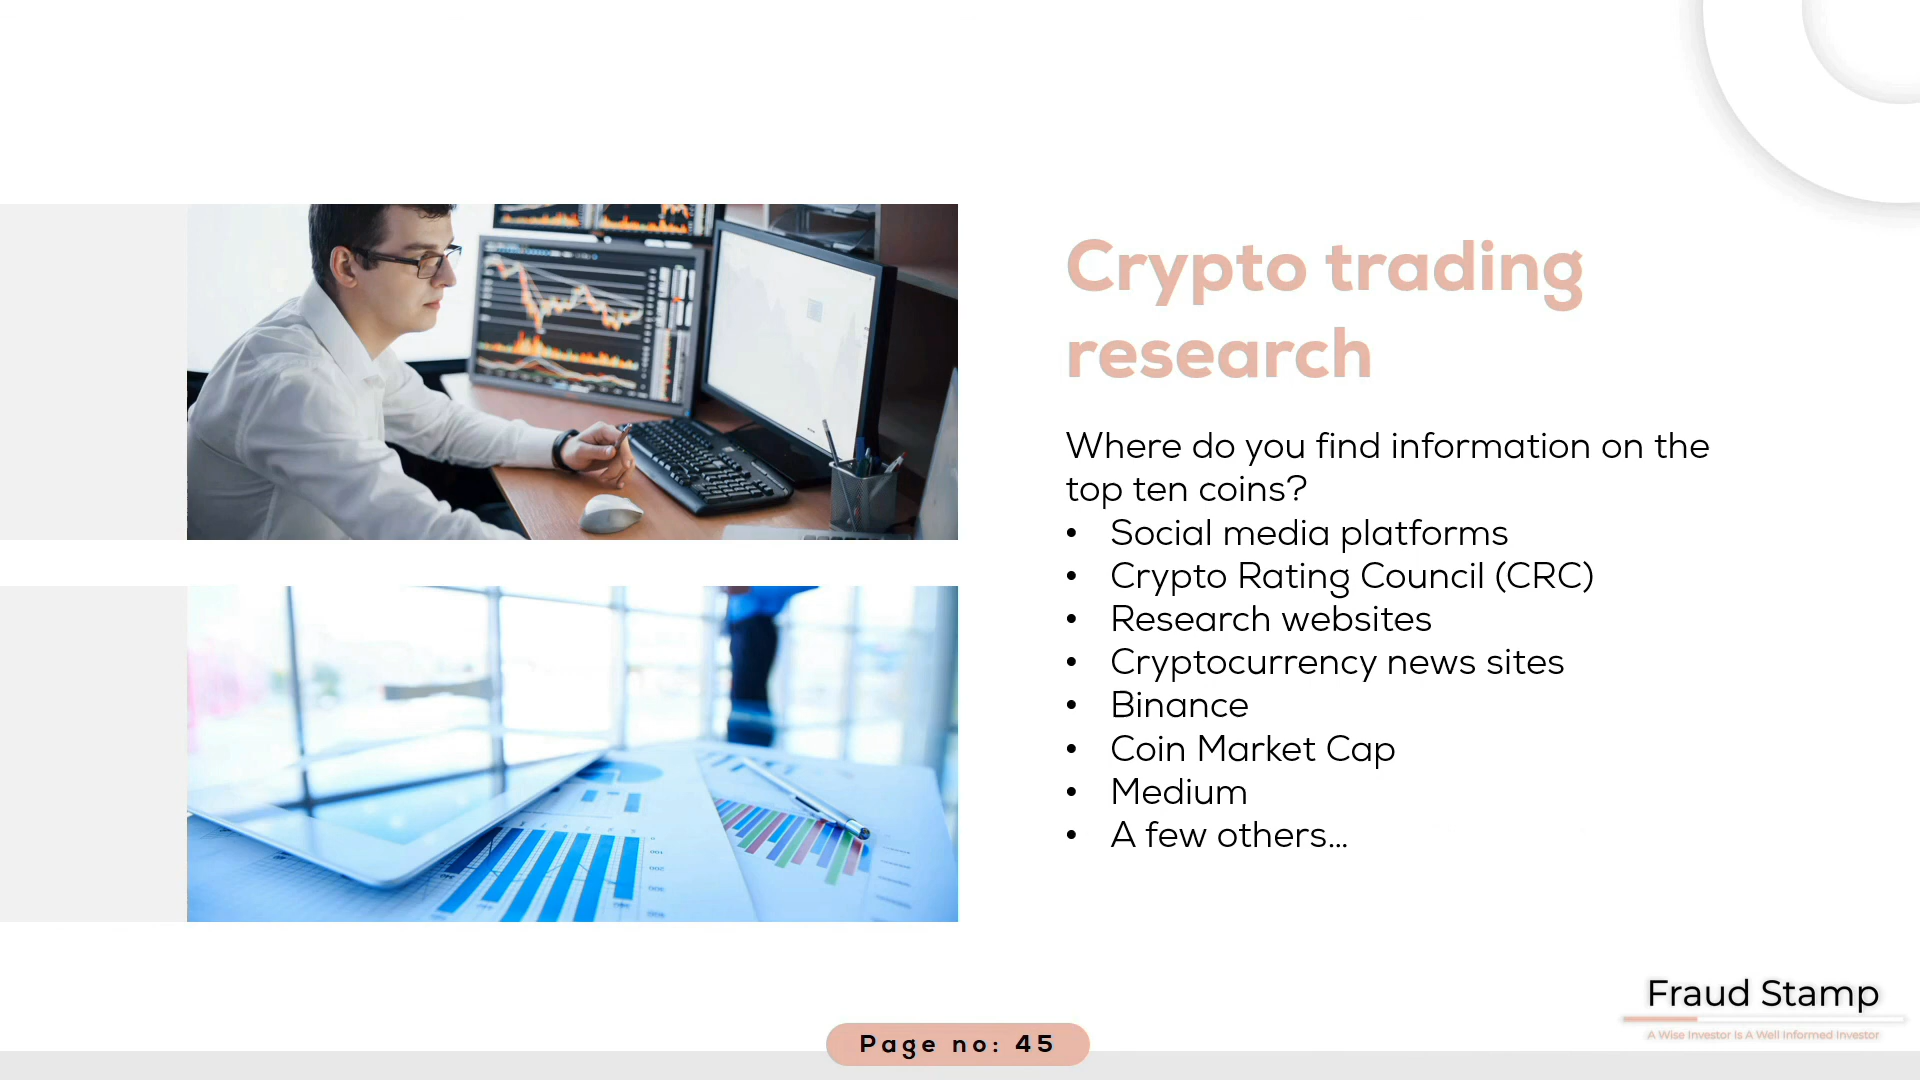 Crypto trading
research
Where do you find information on the
top ten coins?
• Social media platforms
• Crypto Rating Council (CRC)
• Research websites
• Cryptocurrency news sites
• Binance
• Coin Market Cap
• Medium
• A few others...
Fraud Stamp
A Wise Investor Is A Well Informed Investor
Page no: 45